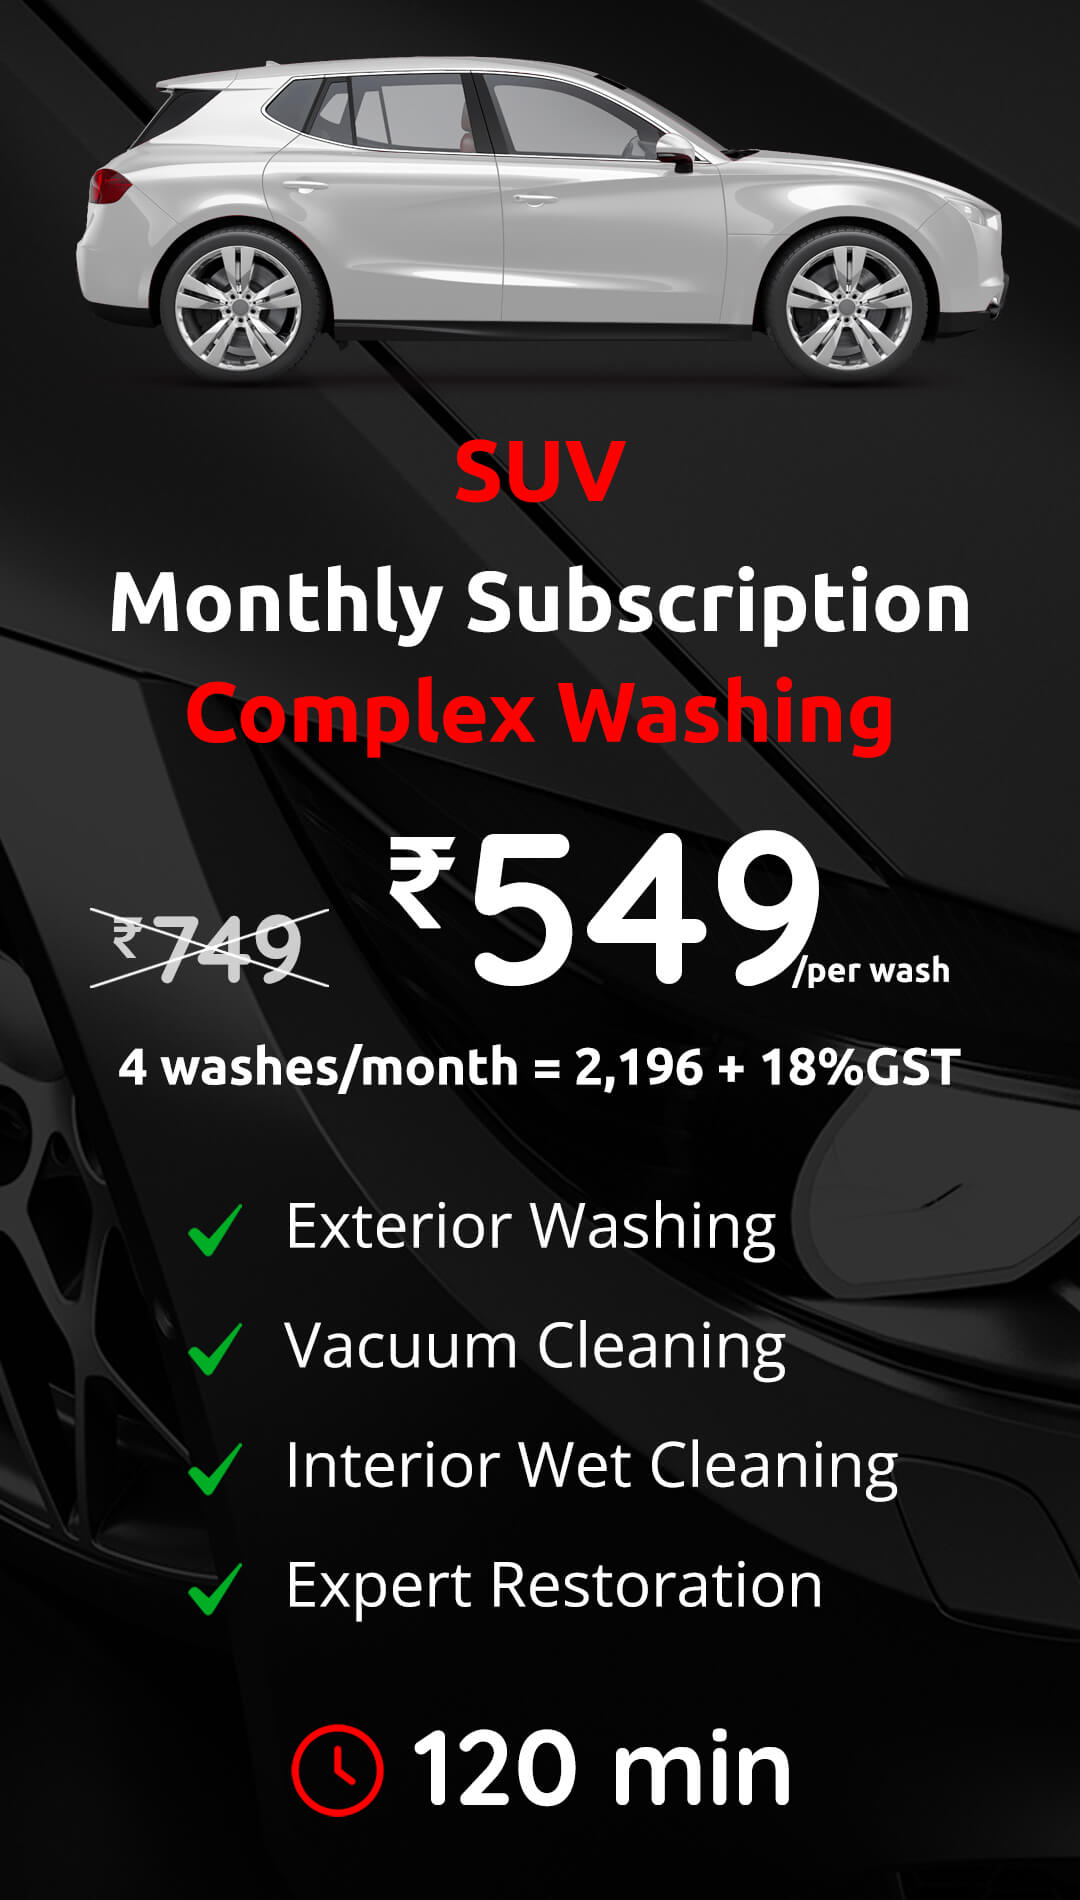 SUV
Monthly Subscription
Complex Washing
₹749
₹549/per wash
4 washes/month = 2,196 + 18%GST
Exterior Washing
Vacuum Cleaning
Interior Wet Cleaning
Expert Restoration
120 min